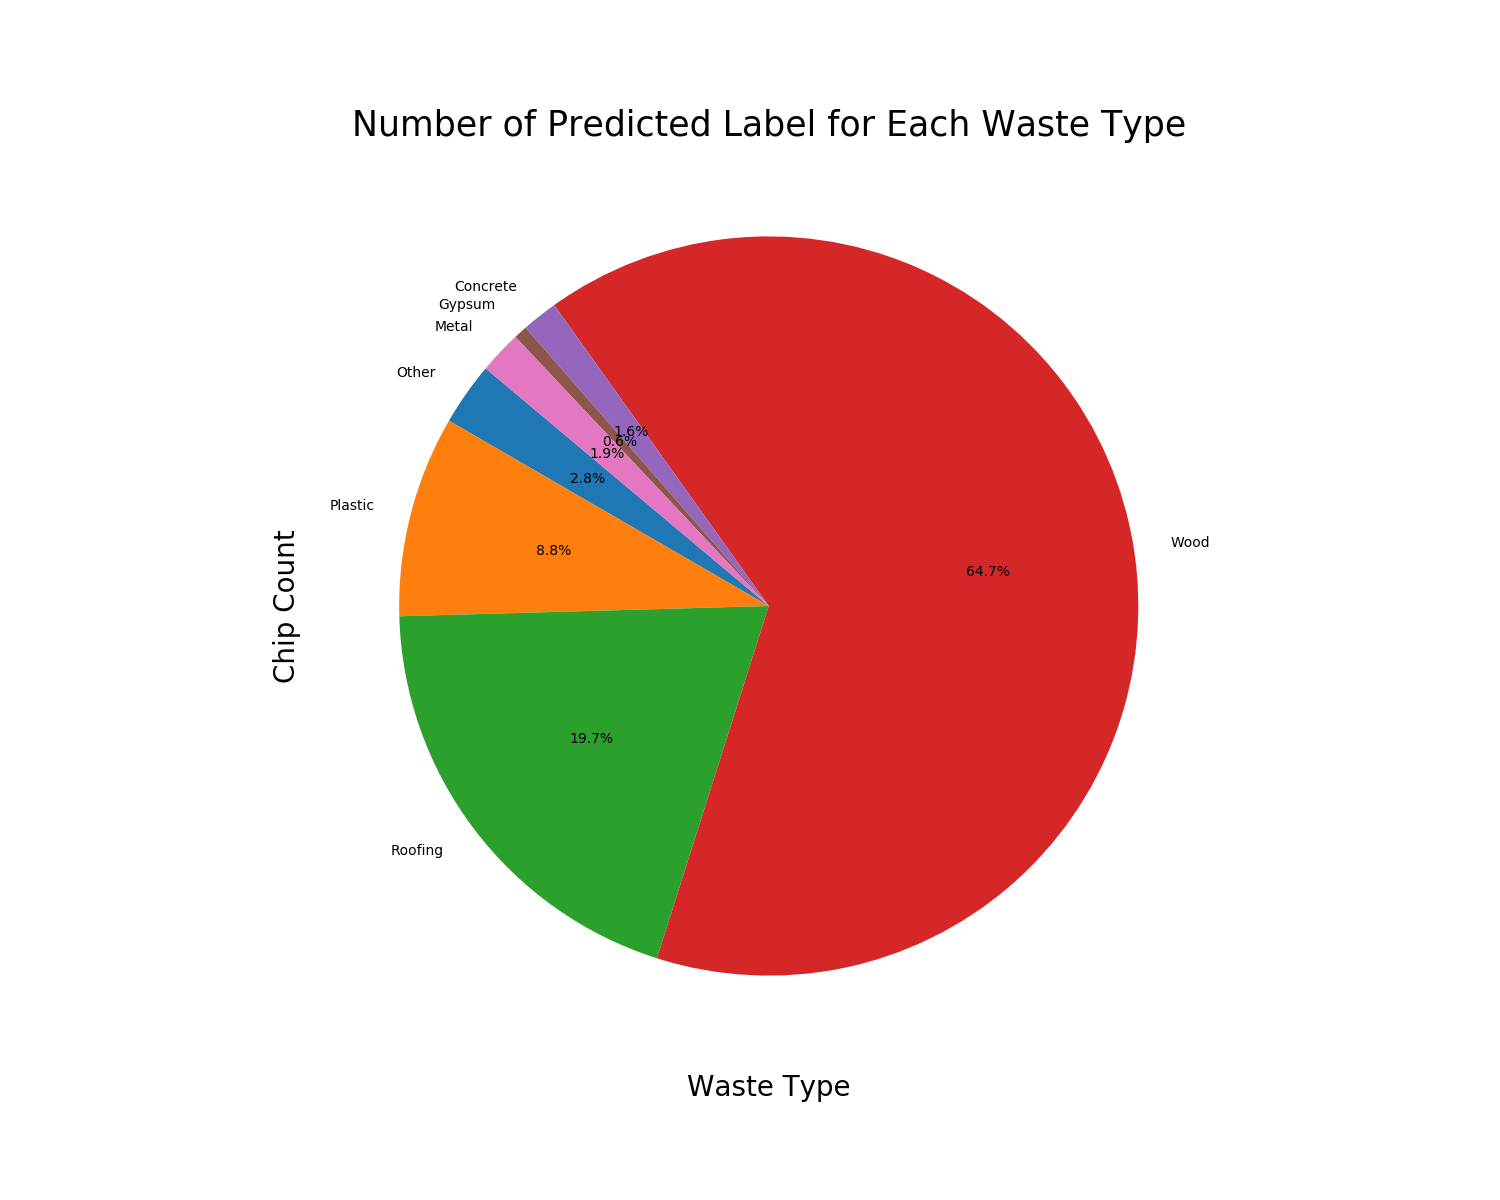 Number of Predicted Label for Each Waste Type
Concrete
Gypsum
Metal
Other
Plastic
Roofing
Wood
1.6%
0.6%
1.9%
2.8%
8.8%
19.7%
64.7%
Chip Count
Waste Type